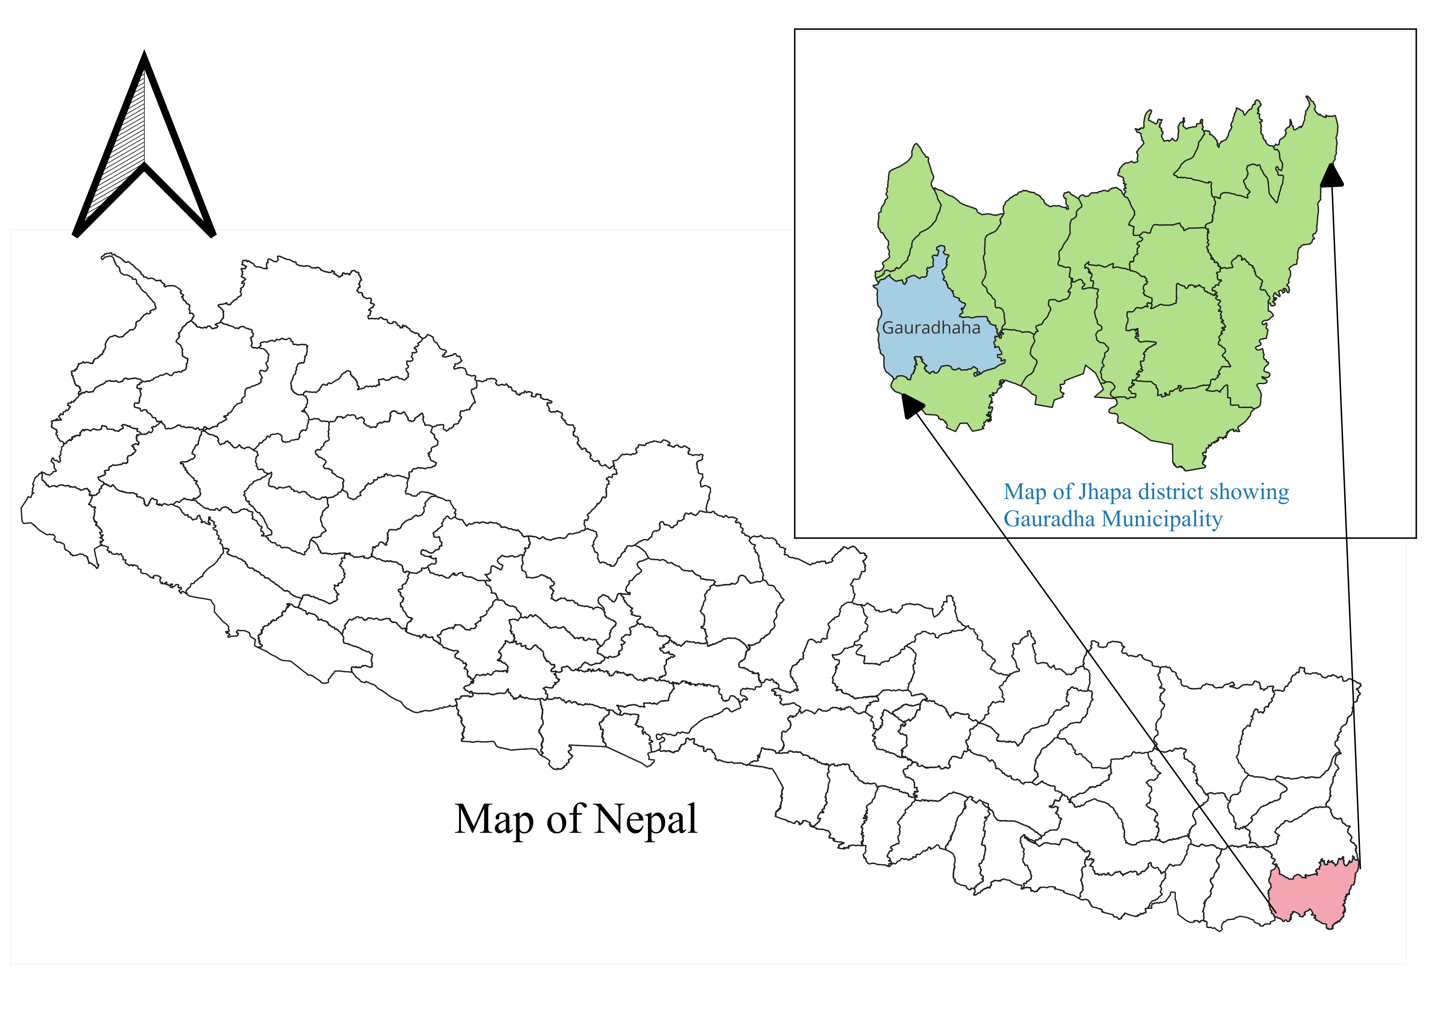 Gauradhaha
Map of Jhapa district showing
Gauradha Municipality
Map of Nepal